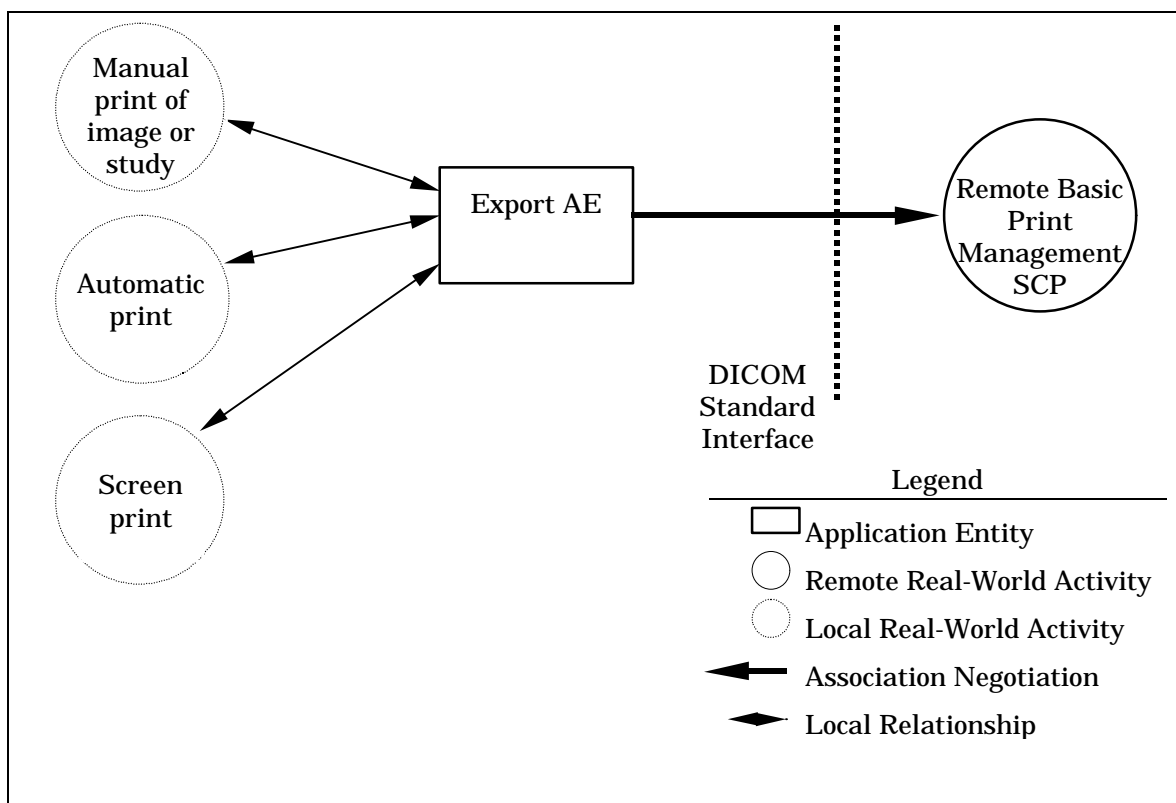 Manual
print of
image or
study
Export AE
Remote Basic
Print
Management
SCP
Automatic
print
DICOM
Standard
Interface
Screen
print
Legend
Application Entity
Remote Real-World Activity
Local Real-World Activity
Association Negotiation
Local Relationship